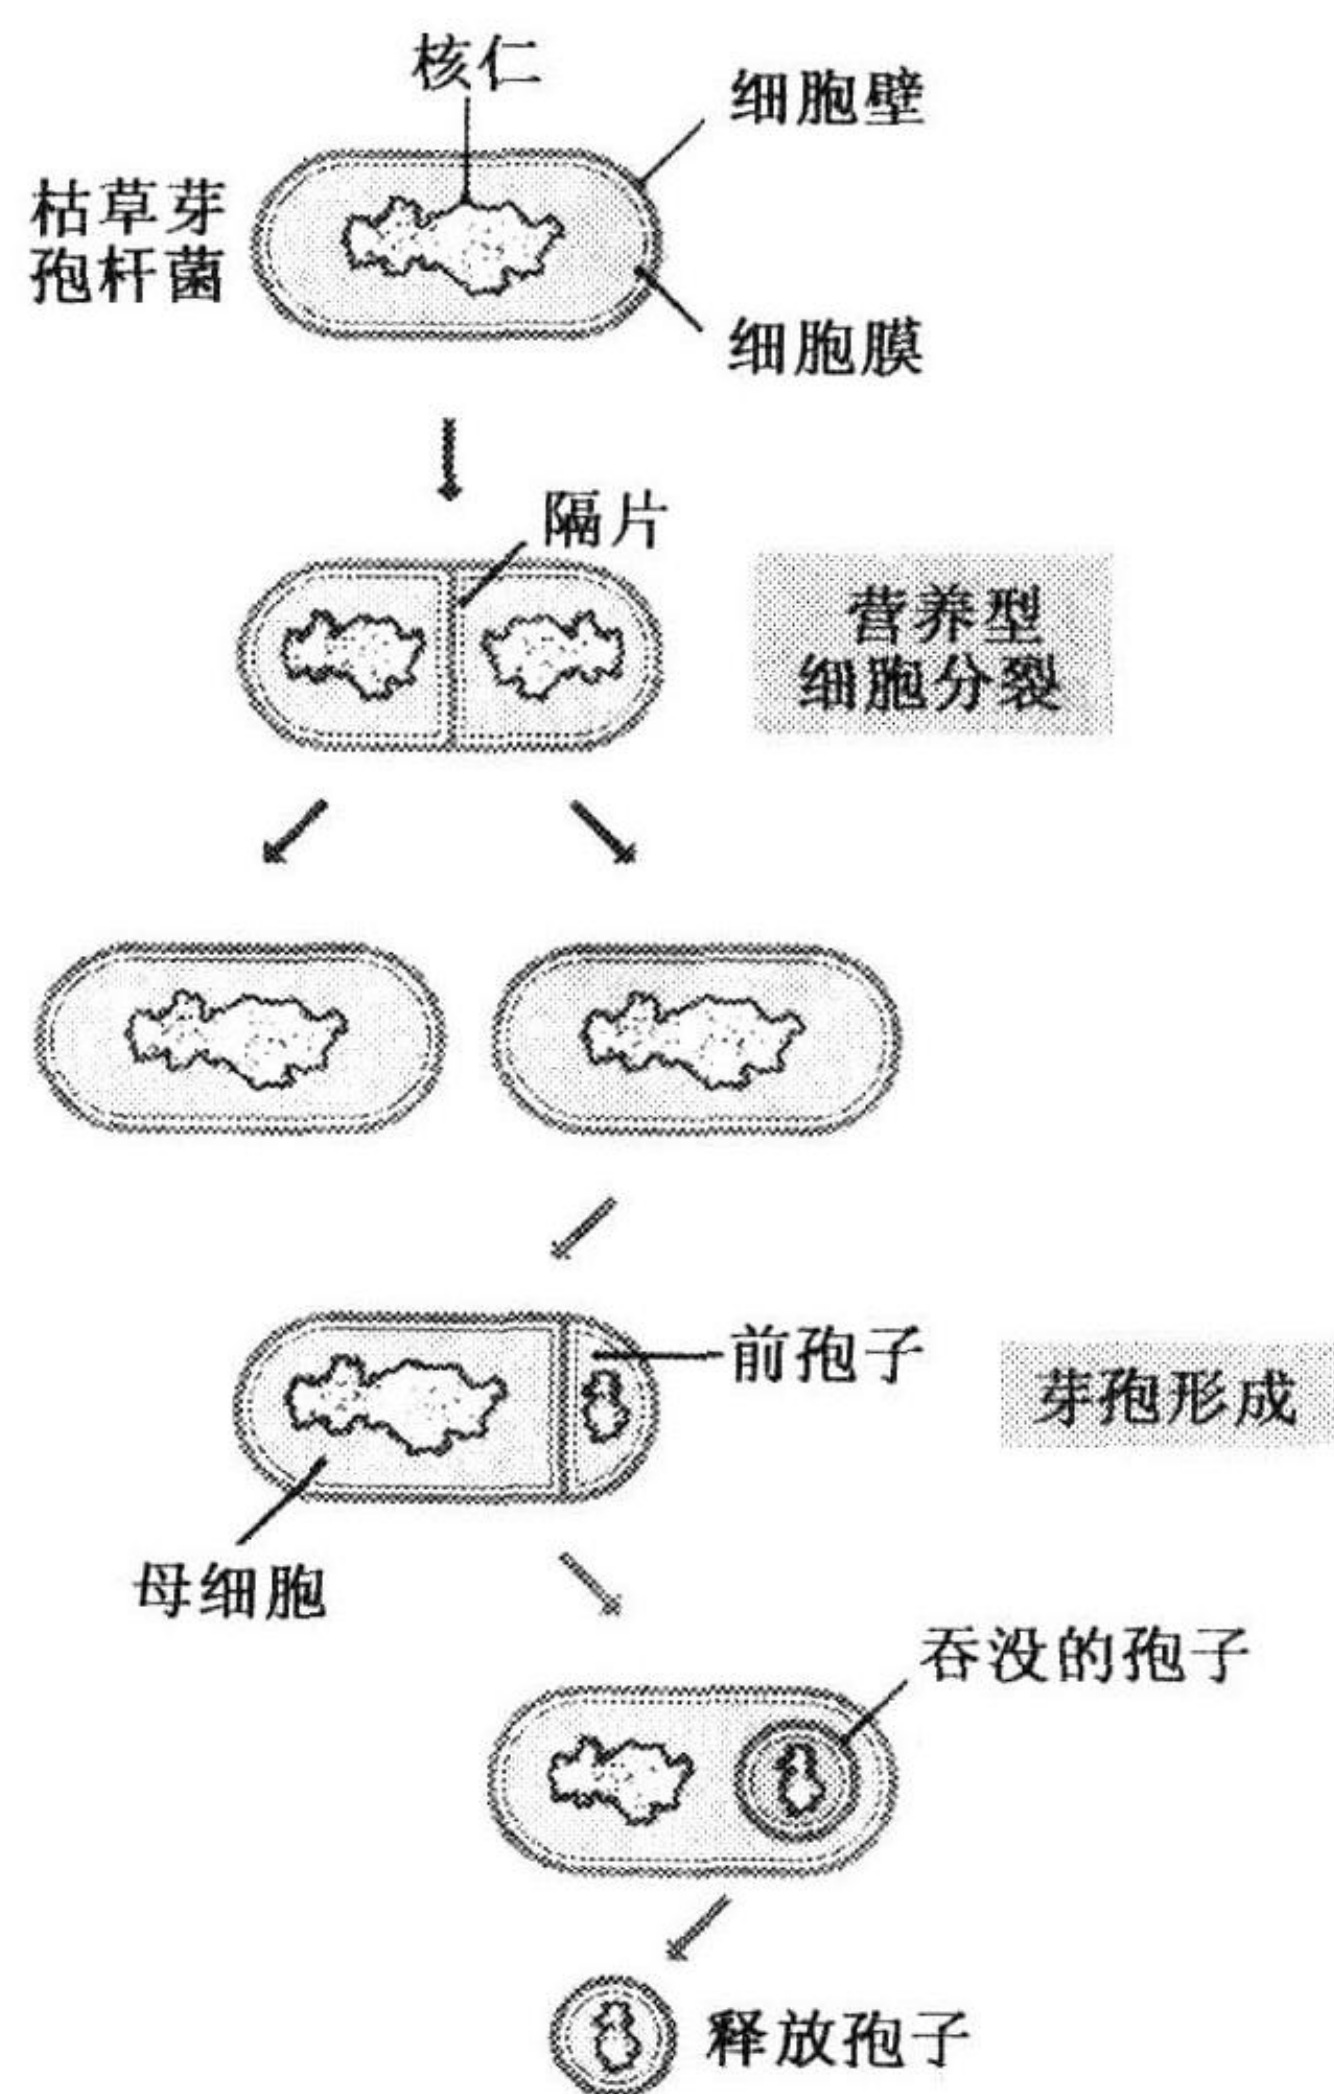 核仁
细胞壁
枯草芽
孢杆菌
细胞膜
隔片
营养型
细胞分裂
前孢子
芽孢形成
母细胞
吞没的孢子
释放孢子